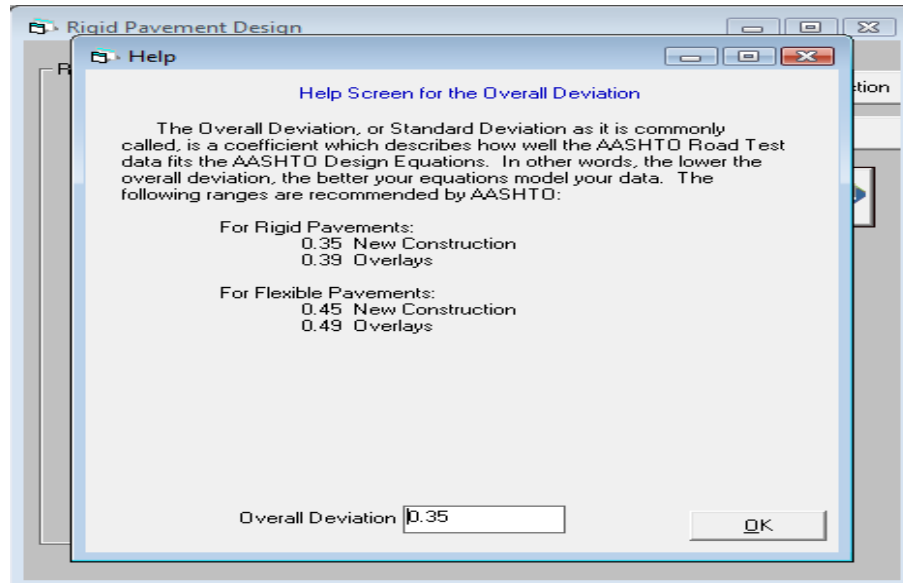 Rigid Pavement Design
Help
Help Screen for the Overall Deviation
The Overall Deviation, or Standard Deviation as it is commonly
called, is a coefficient which describes how well the AASHTO Road Test
data fits the AASHTO Design Equations. In other words, the lower the
overall deviation, the better your equations model your data. The
following ranges are recommended by AASHTO:
For Rigid Pavements:
0.35 New Construction
0.39 Overlays
For Flexible Pavements:
0.45 New Construction
0.49 Overlays
Overall Deviation 0.35
OK